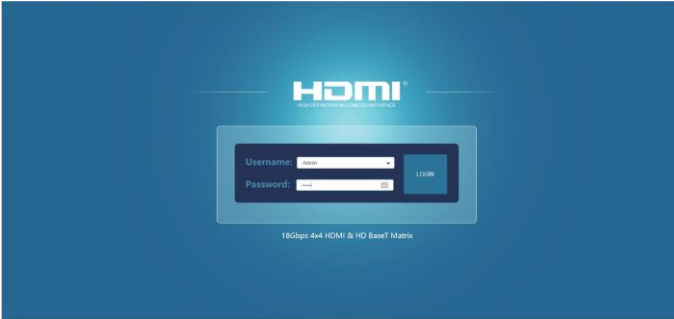 HDMI®
HIGH-DEFINITION MULTIMEDIA INTERFACE
Username: Admin
LOGIN
Password:
18Gbps 4x4 HDMI & HD BaseT Matrix